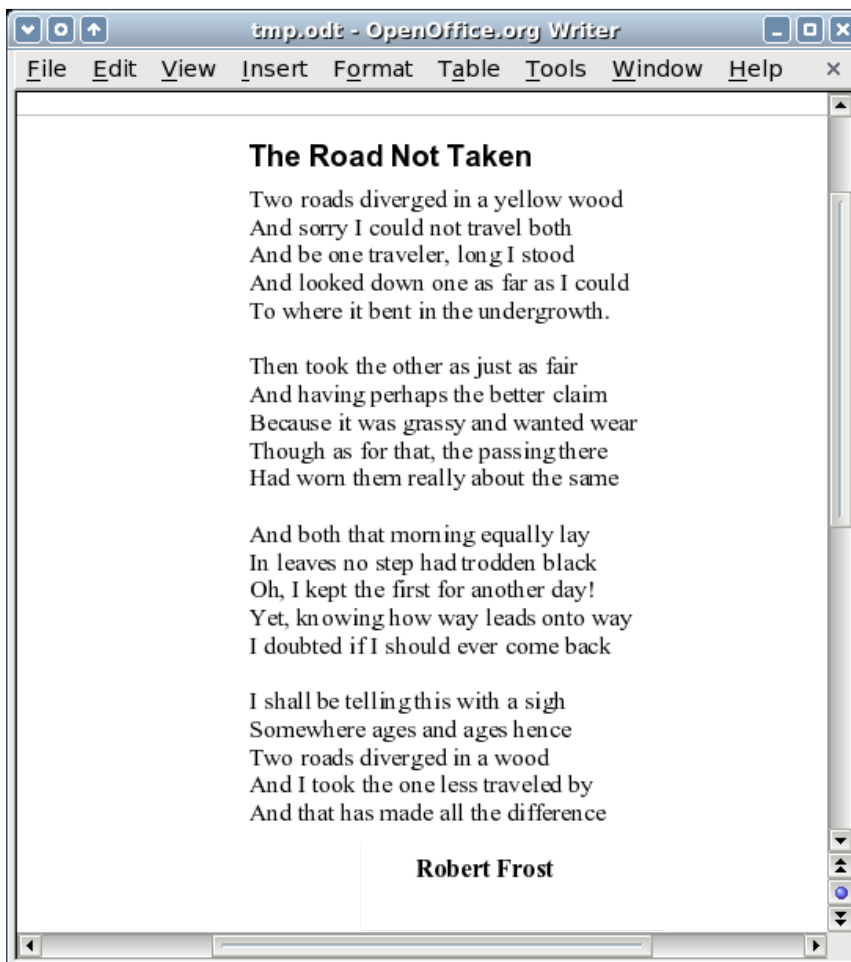 tmp.odt - OpenOffice.org Writer
File Edit View Insert Format Table Tools Window Help
The Road Not Taken
Two roads diverged in a yellow wood
And sorry I could not travel both
And be one traveler, long I stood
And looked down one as far as I could
To where it bent in the undergrowth.
Then took the other as just as fair
And having perhaps the better claim
Because it was grassy and wanted wear
Though as for that, the passing there
Had worn them really about the same
And both that morning equally lay
In leaves no step had trodden black
Oh, I kept the first for another day!
Yet, knowing how way leads onto way
I doubted if I should ever come back
I shall be telling this with a sigh
Somewhere ages and ages hence
Two roads diverged in a wood
And I took the one less traveled by
And that has made all the difference
Robert Frost